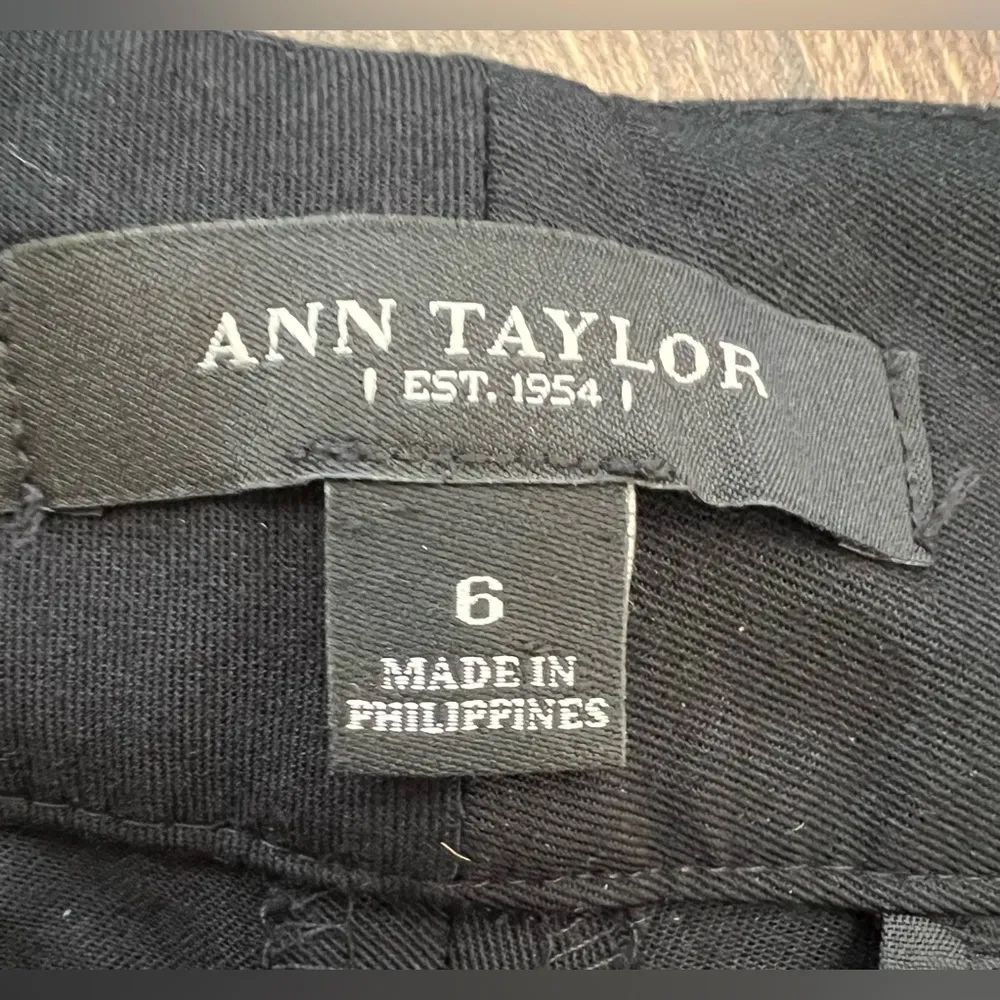 ANN TAYLOR
| EST. 1954 |
6
MADE IN
PHILIPPINES